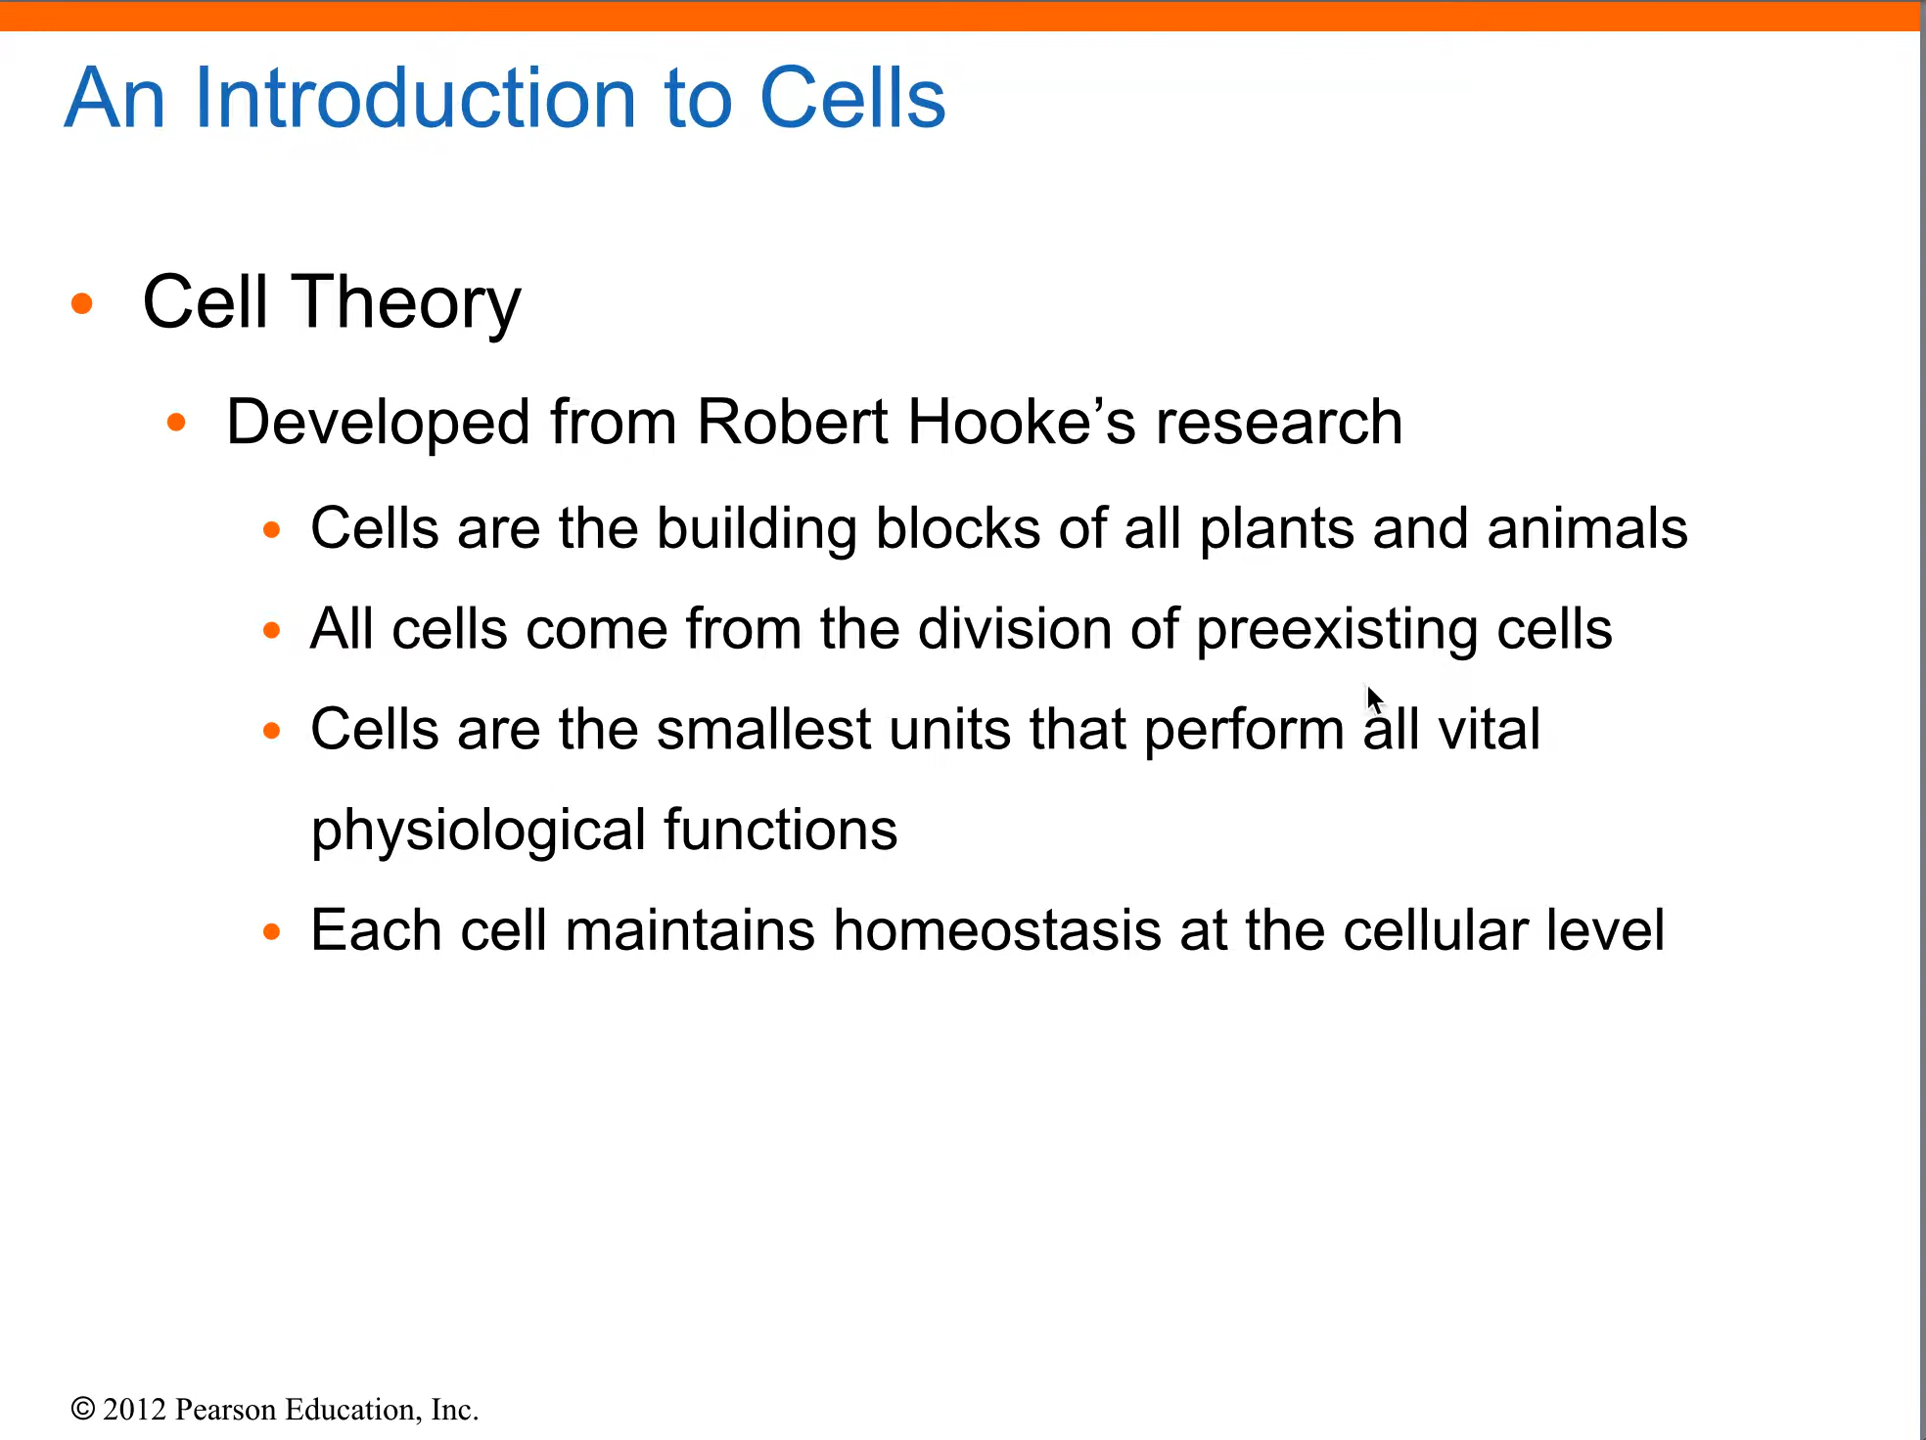 An Introduction to Cells
• Cell Theory
• Developed from Robert Hooke’s research
• Cells are the building blocks of all plants and animals
• All cells come from the division of preexisting cells
• Cells are the smallest units that perform all vital
physiological functions
• Each cell maintains homeostasis at the cellular level
© 2012 Pearson Education, Inc.